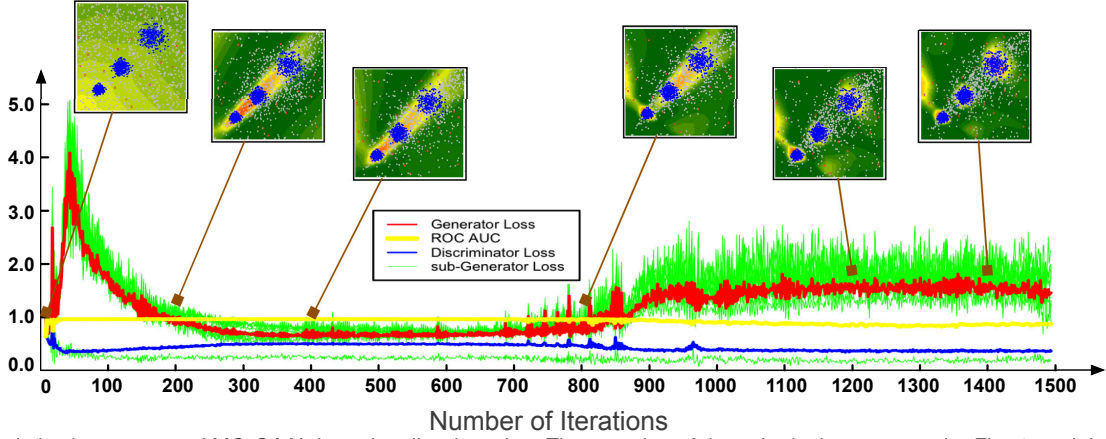 5.0
4.0
3.0
2.0
1.0
0.0
Generator Loss
ROC AUC
Discriminator Loss
sub-Generator Loss
0 100 200 300 400 500 600 700 800 900 1000 1100 1200 1300 1400 1500
Number of Iterations